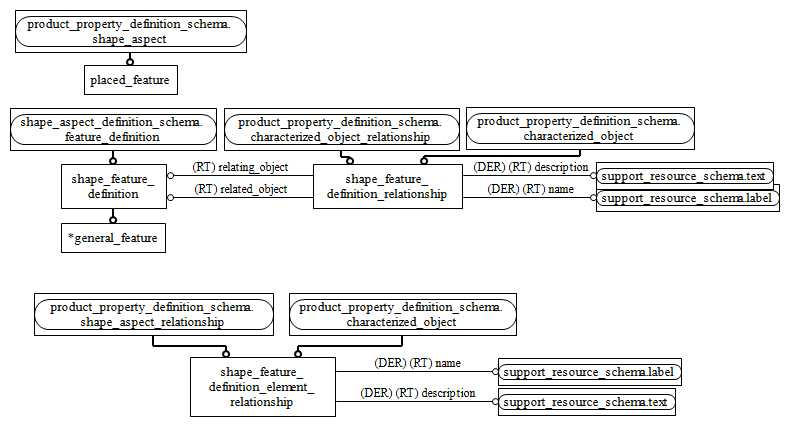 product_property_definition_schema.
shape_aspect
placed_feature
shape_aspect_definition_schema.
feature_definition
product_property_definition_schema.
characterized_object_relationship
product_property_definition_schema.
characterized_object
shape_feature_
definition
(RT) relating_object
(RT) related_object
shape_feature_
definition_relationship
(DER) (RT) description
(DER) (RT) name
support_resource_schema.text
support_resource_schema.label
*general_feature
product_property_definition_schema.
shape_aspect_relationship
product_property_definition_schema.
characterized_object
shape_feature_
definition_element_
relationship
(DER) (RT) name
(DER) (RT) description
support_resource_schema.label
support_resource_schema.text